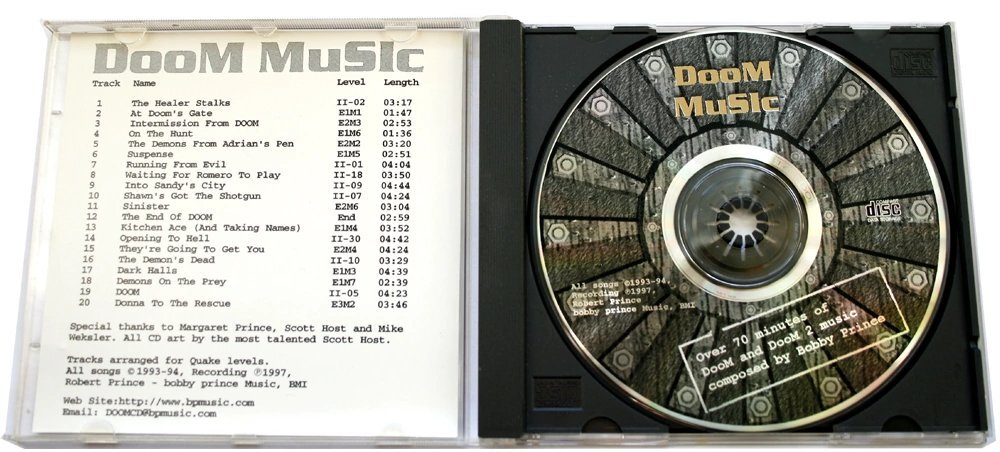 DooM MuSIc
Track Name Level Length
1 The Healer Stalks II-02 03:17
2 At Doom's Gate E1M1 01:47
3 Intermission From DOOM E2M3 02:53
4 On The Hunt E1M6 01:36
5 The Demons From Adrian's Pen E2M2 03:20
6 Suspense E1M5 02:51
7 Running From Evil II-01 04:04
8 Waiting For Romero To Play II-18 03:50
9 Into Sandy's City II-09 04:44
10 Shawn's Got The Shotgun II-07 04:24
11 Sinister E2M6 03:04
12 The End Of DOOM End 02:59
13 Kitchen Ace (And Taking Names) E1M4 03:52
14 Opening To Hell II-30 04:42
15 They're Going To Get You E2M4 04:24
16 The Demon's Dead II-10 03:29
17 Dark Halls E1M3 04:39
18 Demons On The Prey E1M7 02:39
19 DOOM II-05 04:23
20 Donna To The Rescue E3M2 03:46
Special thanks to Margaret Prince, Scott Host and Mike
Weksler. All CD art by the most talented Scott Host.
Tracks arranged for Quake levels.
All songs ©1993-94, Recording ℗1997,
Robert Prince - bobby prince Music, BMI
Web Site:http://www.bpmusic.com
Email: DOOMCD@bpmusic.com
DooM
MuSIc
COMPACT
disc
DATA STORAGE
All songs ©1993-94,
Recording ℗1997,
Robert Prince
bobby prince Music, BMI
Over 70 minutes of
DooM and DooM 2 music
composed by Bobby Prince
COMPACT
disc